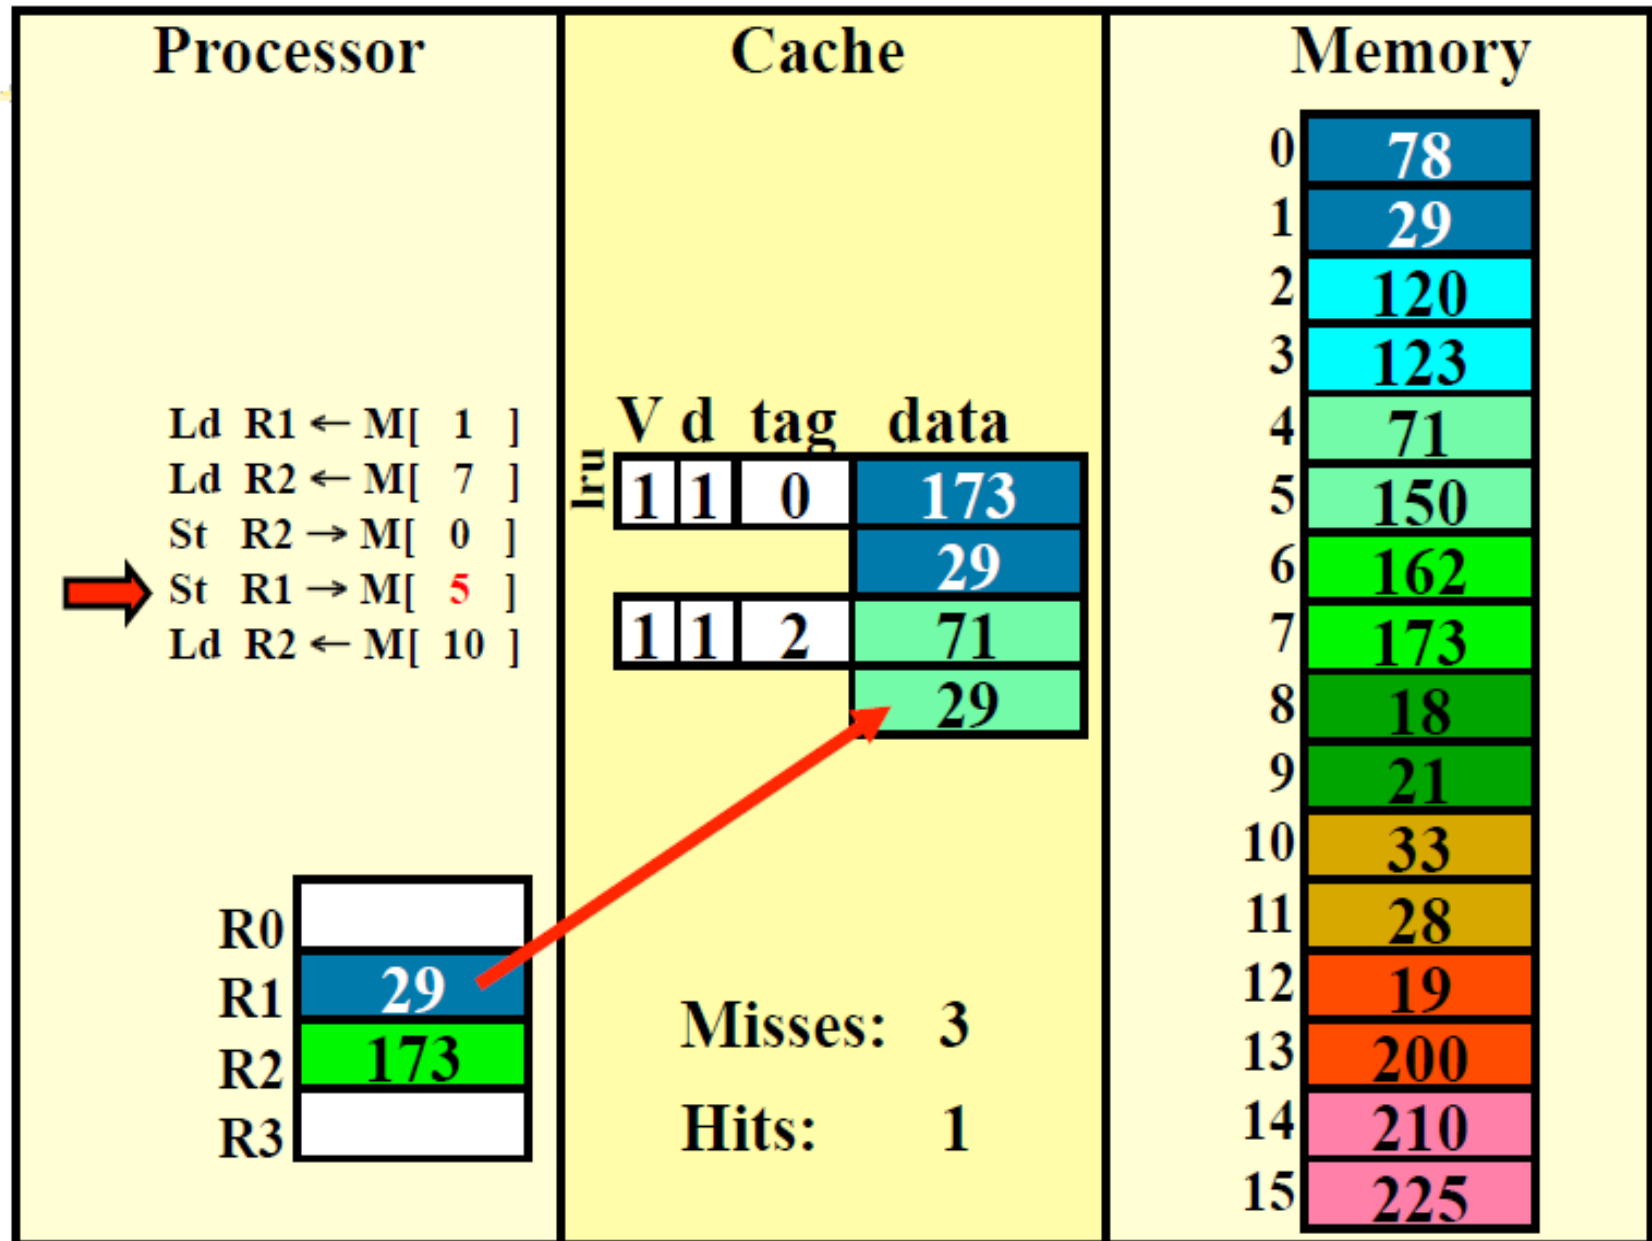 Processor
Cache
Memory
Ld R1 ← M[ 1 ]
Ld R2 ← M[ 7 ]
St R2 → M[ 0 ]
St R1 → M[ 5 ]
Ld R2 ← M[ 10 ]
R0
R1 29
R2 173
R3
V d tag data
lru
1 1 0 173
29
1 1 2 71
29
Misses: 3
Hits: 1
0 78
1 29
2 120
3 123
4 71
5 150
6 162
7 173
8 18
9 21
10 33
11 28
12 19
13 200
14 210
15 225